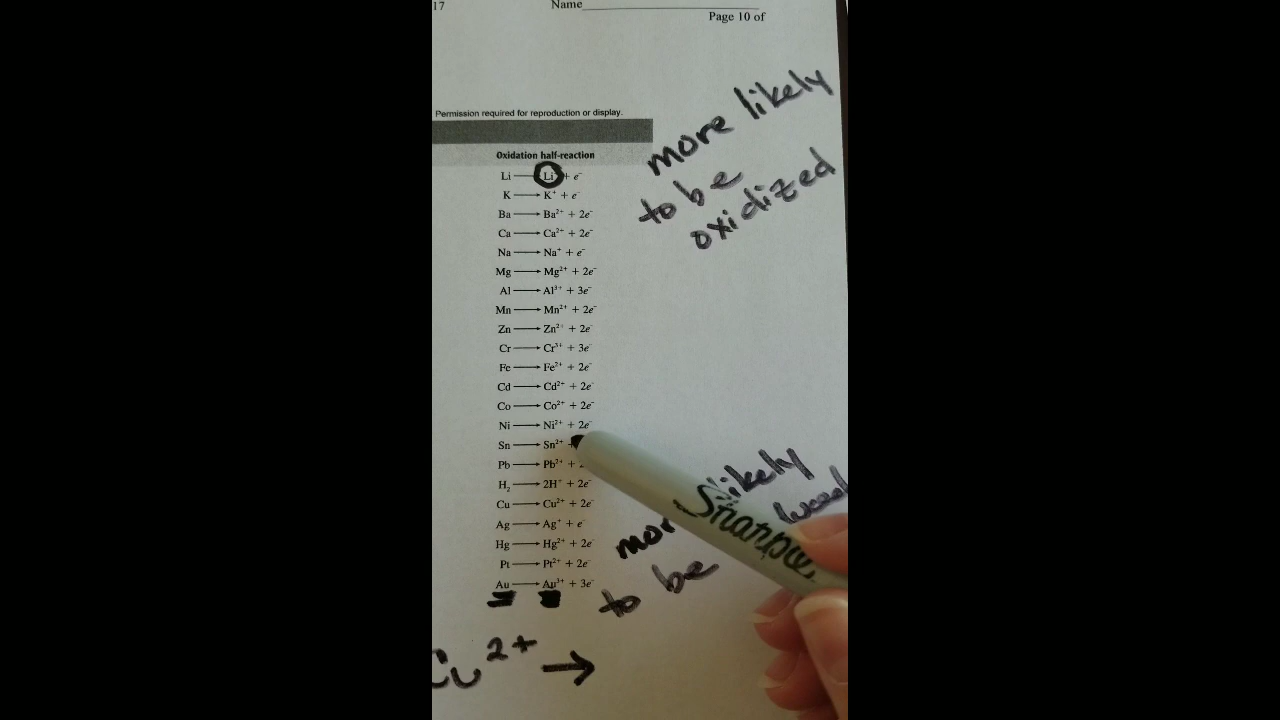 17 Name
Page 10 of
Permission required for reproduction or display.
Oxidation half-reaction
Li ⟶ Li + e⁻
K ⟶ K⁺ + e⁻
Ba ⟶ Ba²⁺ + 2e⁻
Ca ⟶ Ca²⁺ + 2e⁻
Na ⟶ Na⁺ + e⁻
Mg ⟶ Mg²⁺ + 2e⁻
Al ⟶ Al³⁺ + 3e⁻
Mn ⟶ Mn²⁺ + 2e⁻
Zn ⟶ Zn²⁺ + 2e⁻
Cr ⟶ Cr³⁺ + 3e⁻
Fe ⟶ Fe²⁺ + 2e⁻
Cd ⟶ Cd²⁺ + 2e⁻
Co ⟶ Co²⁺ + 2e⁻
Ni ⟶ Ni²⁺ + 2e⁻
Sn ⟶ Sn²⁺ +
Pb ⟶ Pb²⁺ +
H₂ ⟶ 2H⁺ + 2e⁻
Cu ⟶ Cu²⁺ + 2e⁻
Ag ⟶ Ag⁺ + e⁻
Hg ⟶ Hg²⁺ + 2e⁻
Pt ⟶ Pt²⁺ + 2e⁻
Au ⟶ Au³⁺ + 3e⁻
more likely
to be
oxidized
likely
to be
Sharpie
Cu²⁺ →